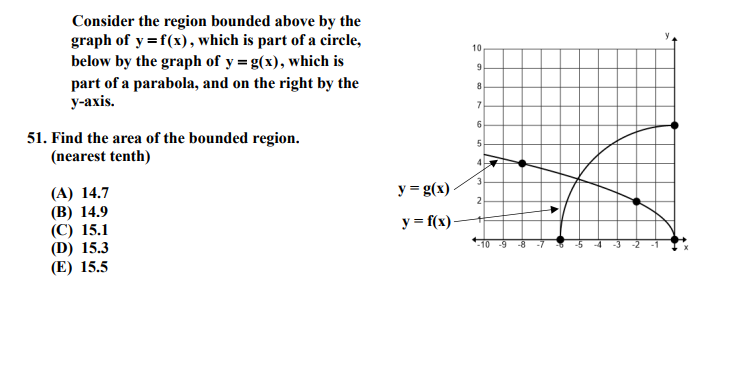 Consider the region bounded above by the
graph of y = f(x), which is part of a circle,
below by the graph of y = g(x), which is
part of a parabola, and on the right by the
y-axis.
51. Find the area of the bounded region.
(nearest tenth)
(A) 14.7
(B) 14.9
(C) 15.1
(D) 15.3
(E) 15.5
y
10
9
8
7
6
5
4
3
2
1
y = g(x)
y = f(x)
-10 -9 -8 -7 -6 -5 -4 -3 -2 -1 x